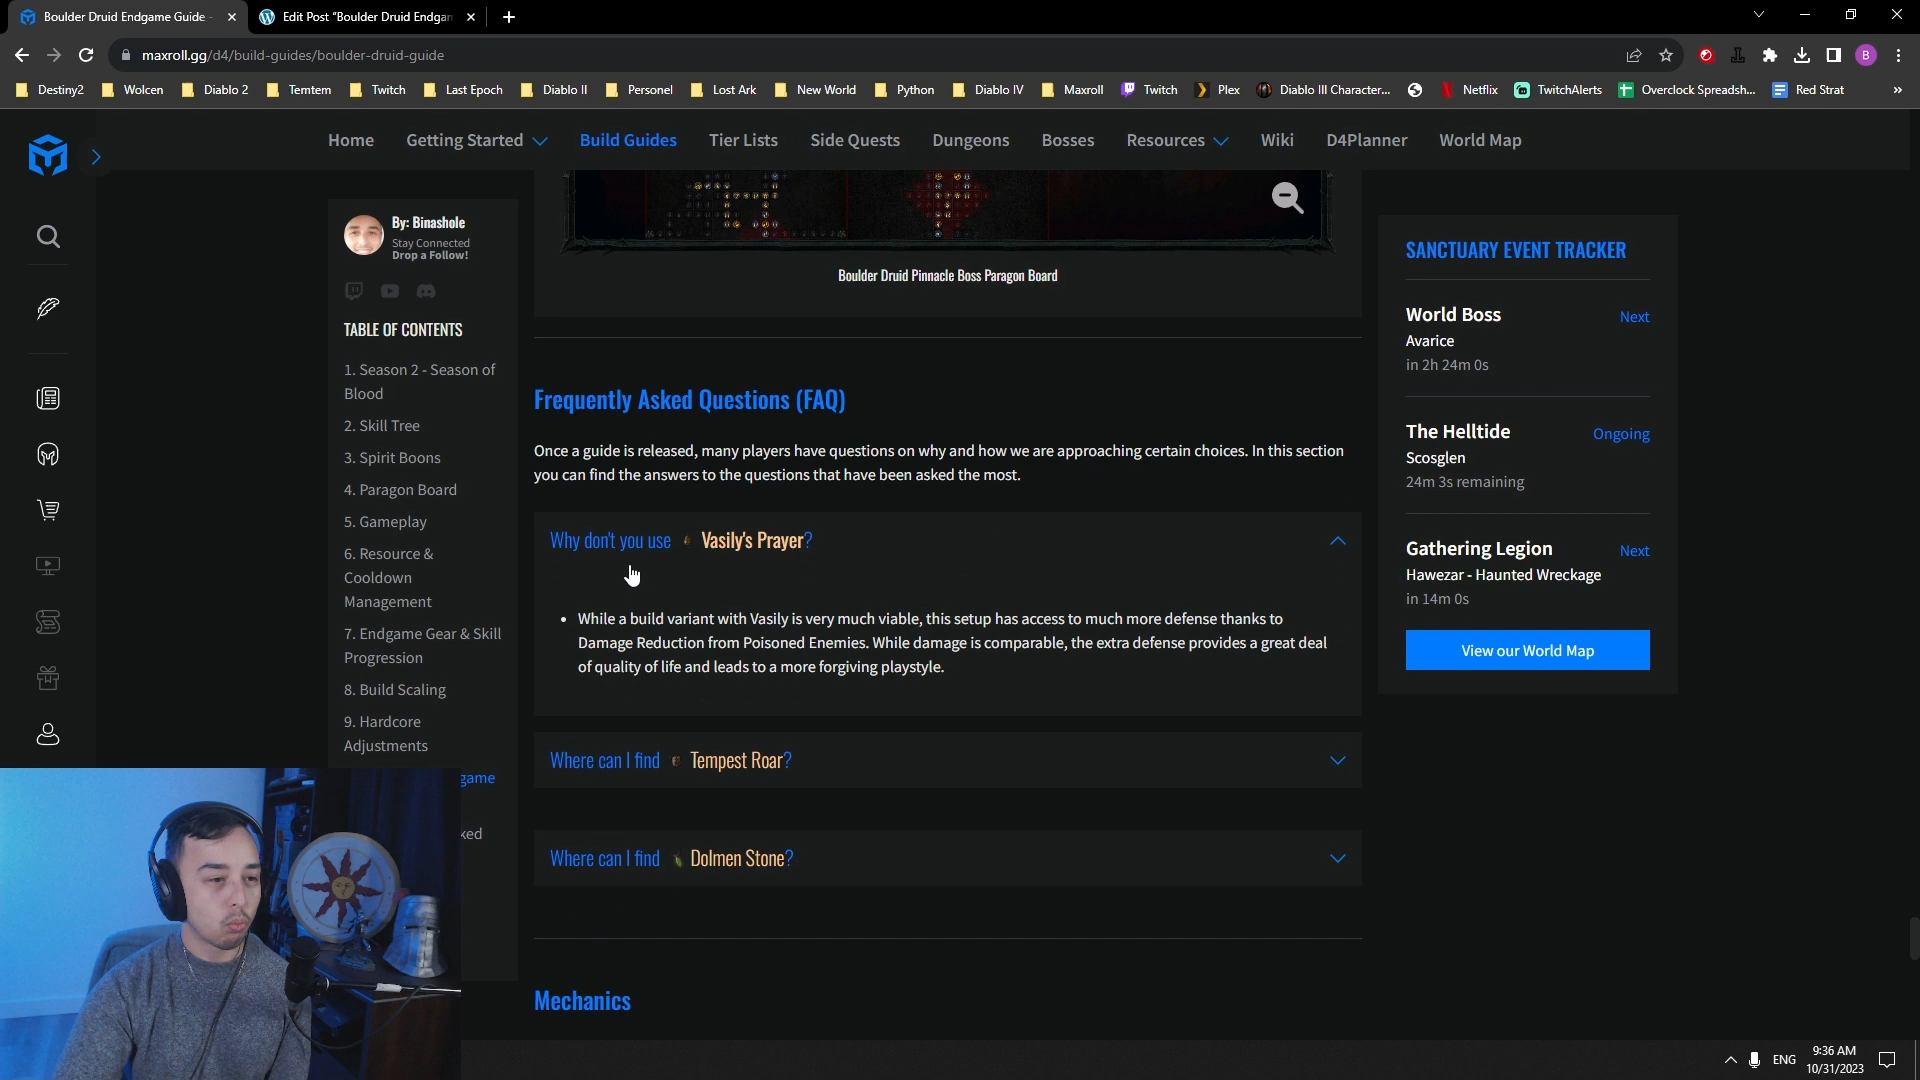 Boulder Druid Endgame Guide -
Edit Post "Boulder Druid Endgam
maxroll.gg/d4/build-guides/boulder-druid-guide
B
Destiny2 Wolcen Diablo 2 Temtem Twitch Last Epoch Diablo II Personel Lost Ark New World Python Diablo IV Maxroll Twitch Plex Diablo III Character... Netflix TwitchAlerts Overclock Spreadsh... Red Strat »
Home Getting Started Build Guides Tier Lists Side Quests Dungeons Bosses Resources Wiki D4Planner World Map
By: Binashole
Stay Connected
Drop a Follow!
TABLE OF CONTENTS
1. Season 2 - Season of
Blood
2. Skill Tree
3. Spirit Boons
4. Paragon Board
5. Gameplay
6. Resource &
Cooldown
Management
7. Endgame Gear & Skill
Progression
8. Build Scaling
9. Hardcore
Adjustments
game
ked
Boulder Druid Pinnacle Boss Paragon Board
Frequently Asked Questions (FAQ)
Once a guide is released, many players have questions on why and how we are approaching certain choices. In this section
you can find the answers to the questions that have been asked the most.
Why don't you use Vasily's Prayer?
• While a build variant with Vasily is very much viable, this setup has access to much more defense thanks to
Damage Reduction from Poisoned Enemies. While damage is comparable, the extra defense provides a great deal
of quality of life and leads to a more forgiving playstyle.
Where can I find Tempest Roar?
Where can I find Dolmen Stone?
Mechanics
SANCTUARY EVENT TRACKER
World Boss Next
Avarice
in 2h 24m 0s
The Helltide Ongoing
Scosglen
24m 3s remaining
Gathering Legion Next
Hawezar - Haunted Wreckage
in 14m 0s
View our World Map
ENG
9:36 AM
10/31/2023